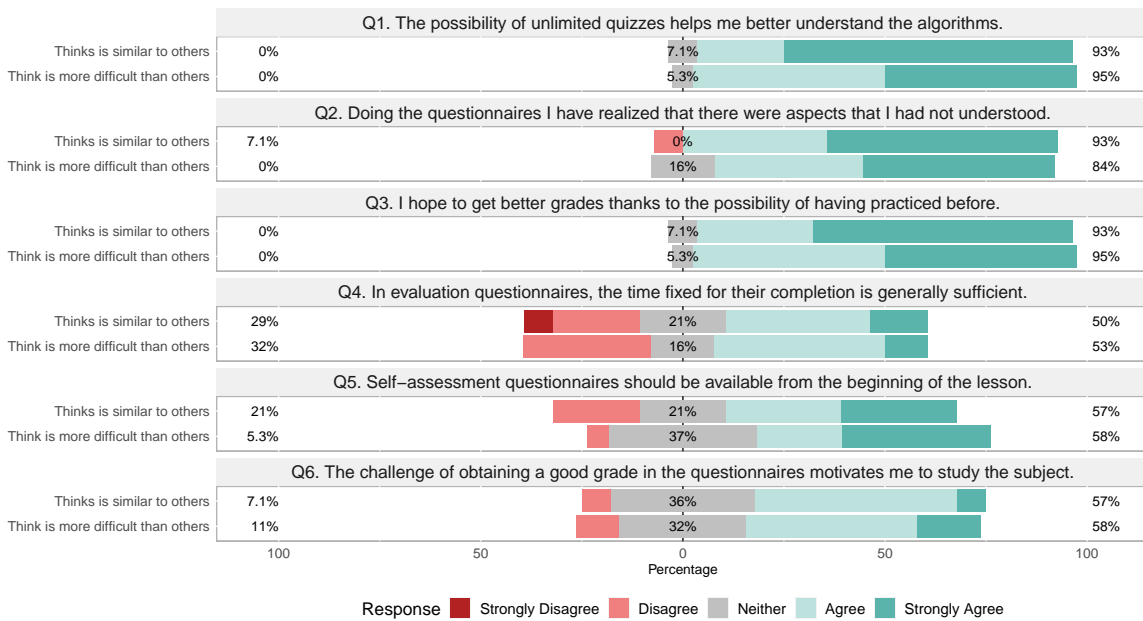 Q1. The possibility of unlimited quizzes helps me better understand the algorithms.
Thinks is similar to others 0% 7.1% 93%
Think is more difficult than others 0% 5.3% 95%
Q2. Doing the questionnaires I have realized that there were aspects that I had not understood.
Thinks is similar to others 7.1% 0% 93%
Think is more difficult than others 0% 16% 84%
Q3. I hope to get better grades thanks to the possibility of having practiced before.
Thinks is similar to others 0% 7.1% 93%
Think is more difficult than others 0% 5.3% 95%
Q4. In evaluation questionnaires, the time fixed for their completion is generally sufficient.
Thinks is similar to others 29% 21% 50%
Think is more difficult than others 32% 16% 53%
Q5. Self−assessment questionnaires should be available from the beginning of the lesson.
Thinks is similar to others 21% 21% 57%
Think is more difficult than others 5.3% 37% 58%
Q6. The challenge of obtaining a good grade in the questionnaires motivates me to study the subject.
Thinks is similar to others 7.1% 36% 57%
Think is more difficult than others 11% 32% 58%
100 50 0 50 100
Percentage
Response Strongly Disagree Disagree Neither Agree Strongly Agree